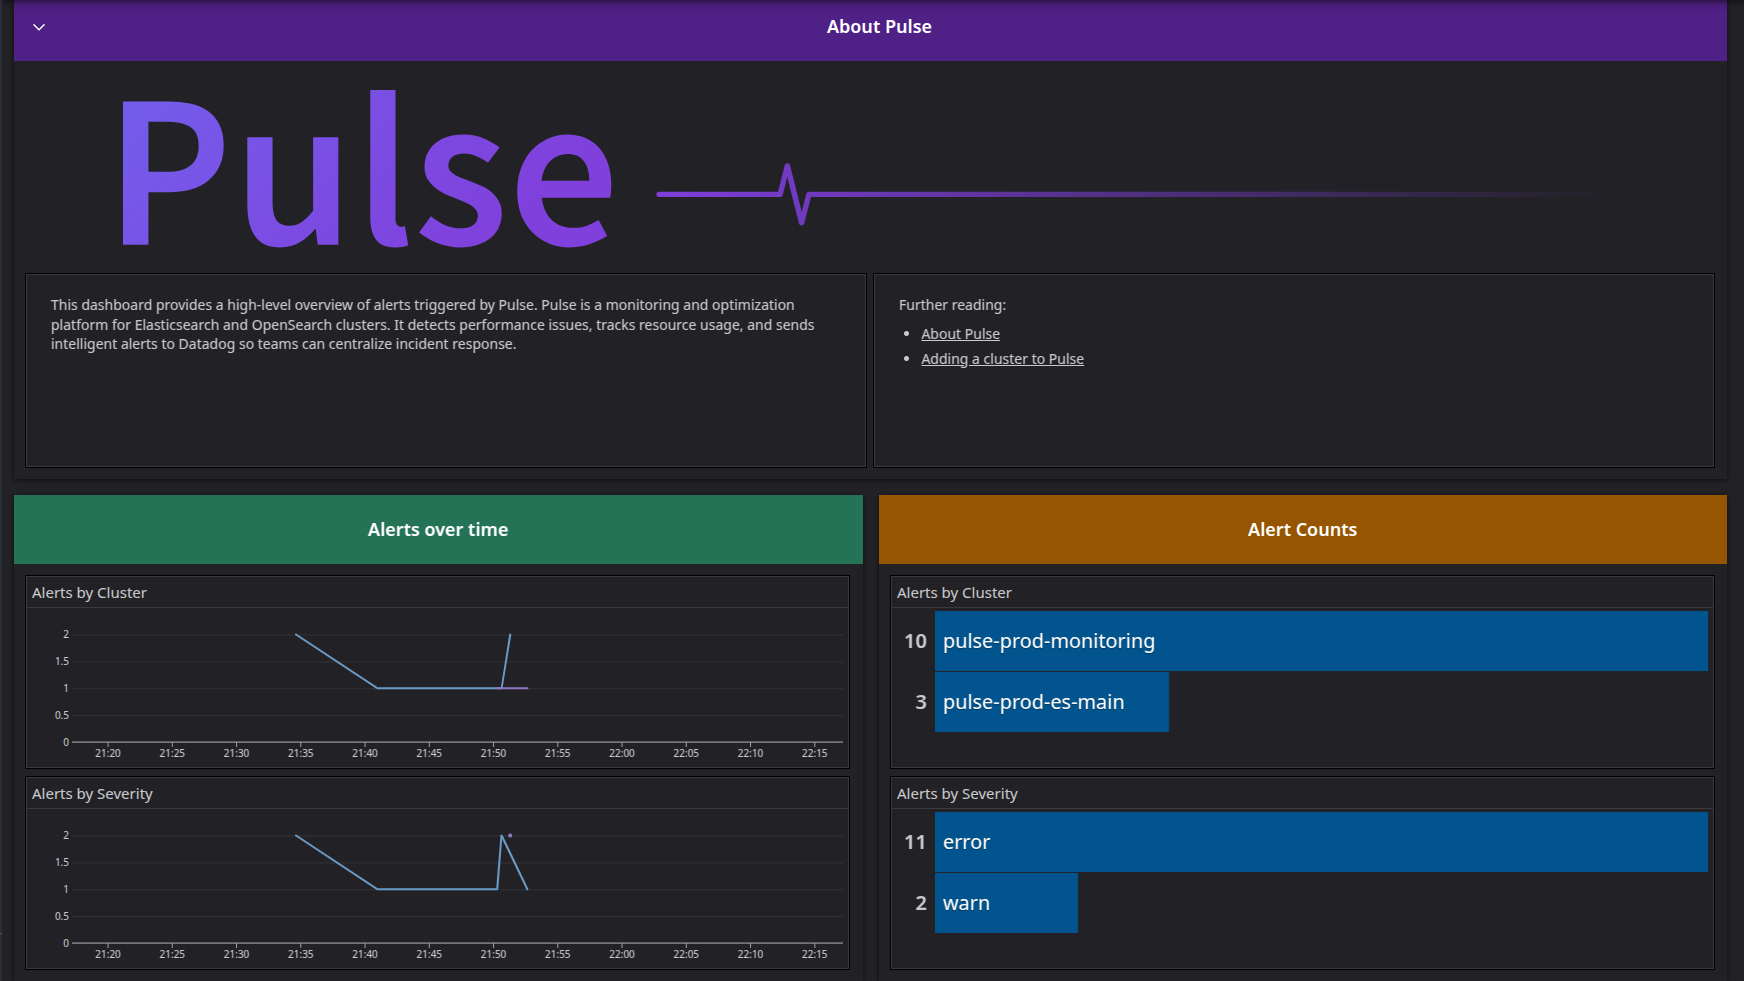 About Pulse
Pulse
This dashboard provides a high-level overview of alerts triggered by Pulse. Pulse is a monitoring and optimization
platform for Elasticsearch and OpenSearch clusters. It detects performance issues, tracks resource usage, and sends
intelligent alerts to Datadog so teams can centralize incident response.
Further reading:
• About Pulse
• Adding a cluster to Pulse
Alerts over time
Alerts by Cluster
2
1.5
1
0.5
0
21:20 21:25 21:30 21:35 21:40 21:45 21:50 21:55 22:00 22:05 22:10 22:15
Alerts by Severity
2
1.5
1
0.5
0
21:20 21:25 21:30 21:35 21:40 21:45 21:50 21:55 22:00 22:05 22:10 22:15
Alert Counts
Alerts by Cluster
10 pulse-prod-monitoring
3 pulse-prod-es-main
Alerts by Severity
11 error
2 warn